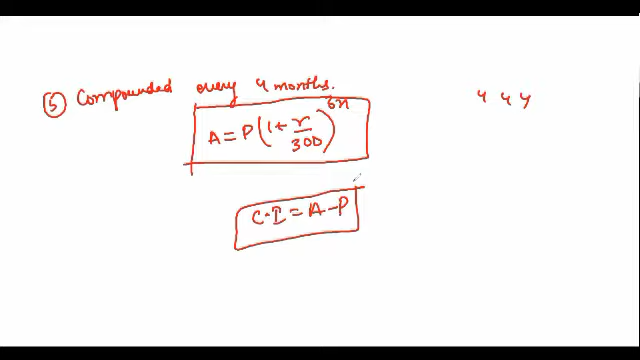 ⑤ Compounded every 4 months.
4 4 4
A = P(1 + r/300)^3n
C.I = A - P